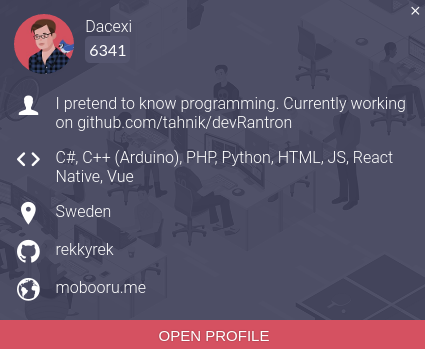 Dacexi
6341
I pretend to know programming. Currently working
on github.com/tahnik/devRantron
C#, C++ (Arduino), PHP, Python, HTML, JS, React
Native, Vue
Sweden
rekkyrek
mobooru.me
OPEN PROFILE